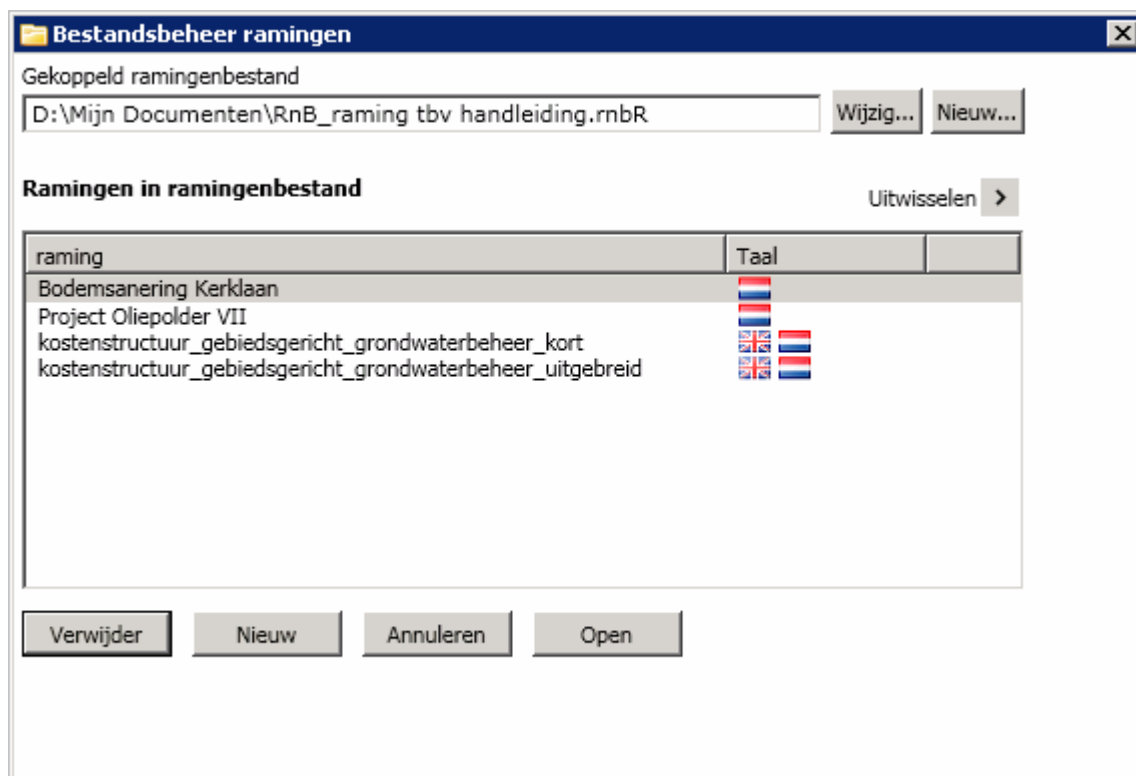 Bestandsbeheer ramingen
Gekoppeld ramingenbestand
D:\Mijn Documenten\RnB_raming tbv handleiding.rnbR Wijzig... Nieuw...
Ramingen in ramingenbestand Uitwisselen >
raming Taal
Bodemsanering Kerklaan
Project Oliepolder VII
kostenstructuur_gebiedsgericht_grondwaterbeheer_kort
kostenstructuur_gebiedsgericht_grondwaterbeheer_uitgebreid
Verwijder Nieuw Annuleren Open